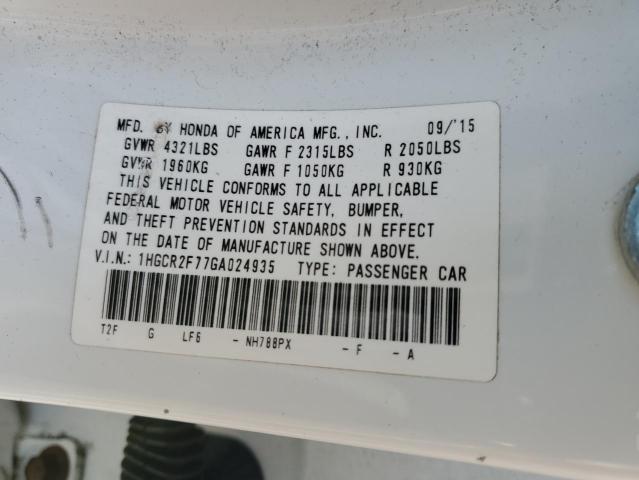 MFD. BY HONDA OF AMERICA MFG., INC. 09/'15
GVWR 4321LBS GAWR F 2315LBS R 2050LBS
GVWR 1960KG GAWR F 1050KG R 930KG
THIS VEHICLE CONFORMS TO ALL APPLICABLE
FEDERAL MOTOR VEHICLE SAFETY, BUMPER,
AND THEFT PREVENTION STANDARDS IN EFFECT
ON THE DATE OF MANUFACTURE SHOWN ABOVE.
V.I.N.: 1HGCR2F77GA024935 TYPE: PASSENGER CAR
T2F G LF6 - NH788PX - F - A